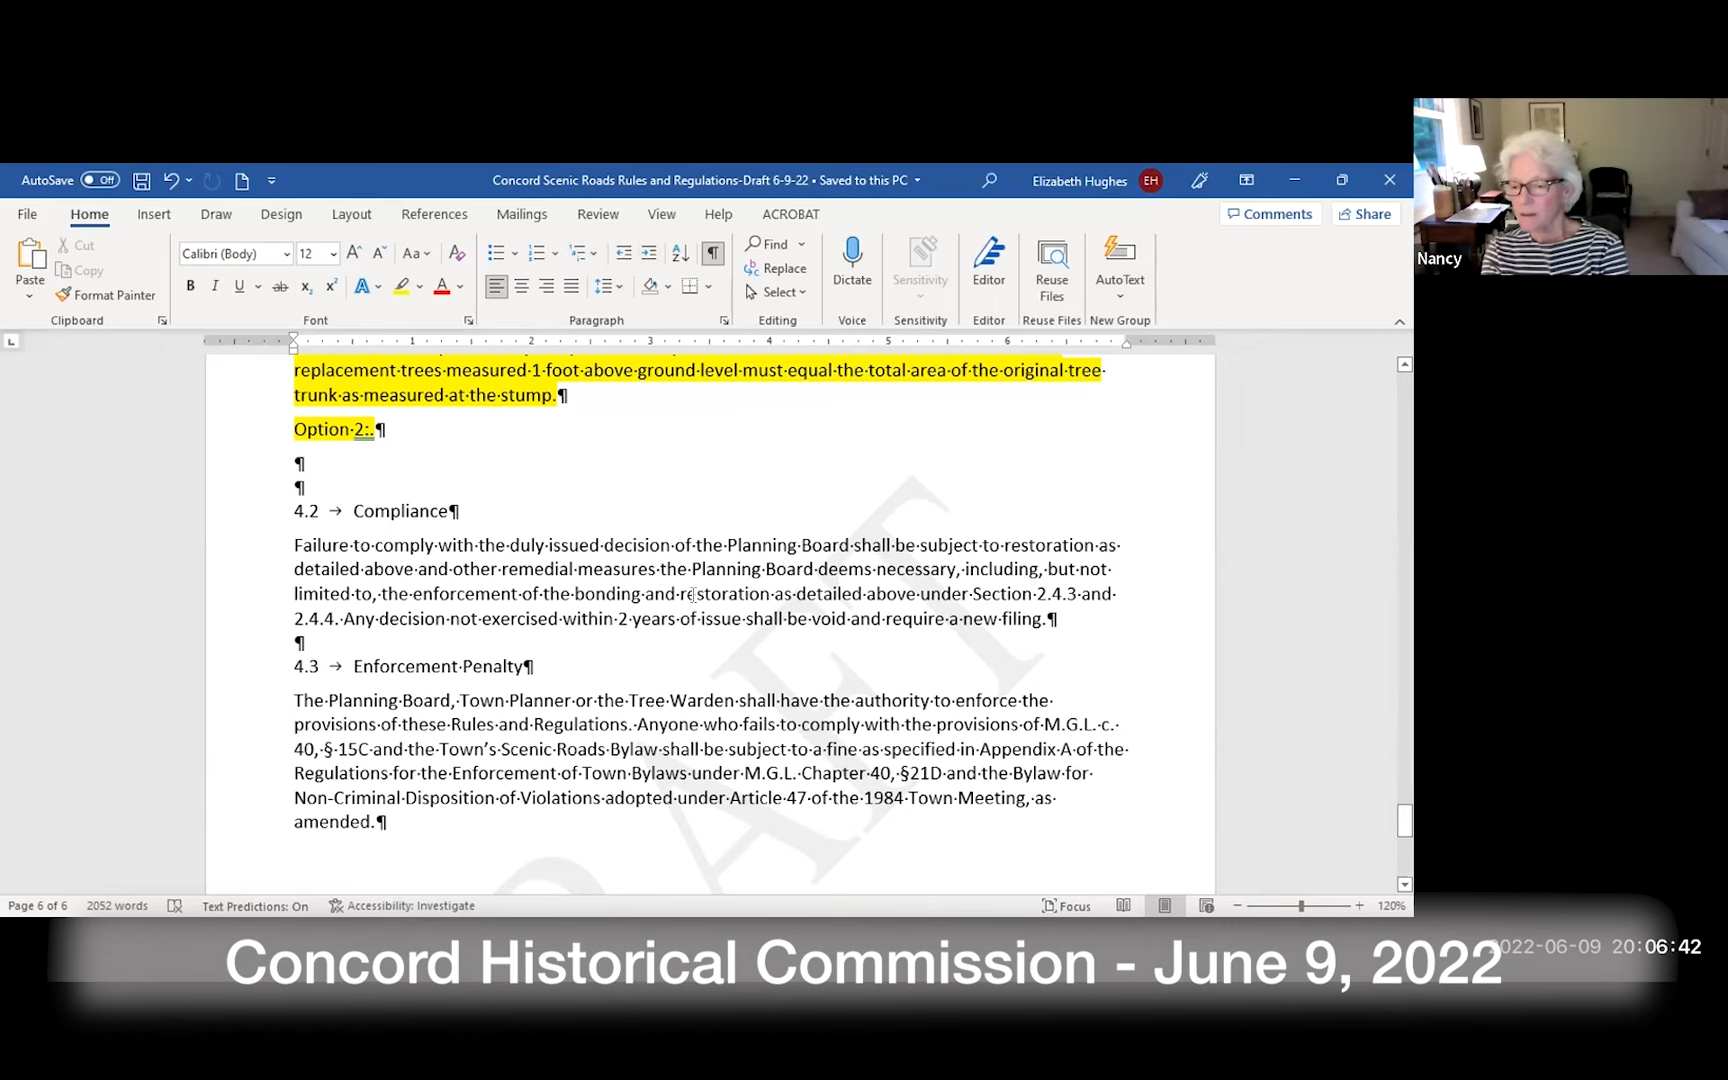 AutoSave Off
Concord Scenic Roads Rules and Regulations-Draft 6-9-22 • Saved to this PC
Elizabeth Hughes EH
File Home Insert Draw Design Layout References Mailings Review View Help ACROBAT
Comments Share
Paste
Cut
Copy
Format Painter
Clipboard
Calibri (Body) 12
Font
Paragraph
Find
Replace
Select
Editing
Dictate
Voice
Sensitivity
Sensitivity
Editor
Editor
Reuse
Files
Reuse Files
AutoText
New Group
1 2 3 4 5 6
replacement·trees·measured·1·foot·above·ground·level·must·equal·the·total·area·of·the·original·tree·
trunk·as·measured·at·the·stump.¶
Option·2:.¶
¶
¶
4.2 → Compliance¶
Failure·to·comply·with·the·duly·issued·decision·of·the·Planning·Board·shall·be·subject·to·restoration·as·
detailed·above·and·other·remedial·measures·the·Planning·Board·deems·necessary,·including,·but·not·
limited·to,·the·enforcement·of·the·bonding·and·restoration·as·detailed·above·under·Section·2.4.3·and·
2.4.4.·Any·decision·not·exercised·within·2·years·of·issue·shall·be·void·and·require·a·new·filing.¶
¶
4.3 → Enforcement·Penalty¶
The·Planning·Board,·Town·Planner·or·the·Tree·Warden·shall·have·the·authority·to·enforce·the·
provisions·of·these·Rules·and·Regulations.·Anyone·who·fails·to·comply·with·the·provisions·of·M.G.L.·c.·
40,·§·15C·and·the·Town's·Scenic·Roads·Bylaw·shall·be·subject·to·a·fine·as·specified·in·Appendix·A·of·the·
Regulations·for·the·Enforcement·of·Town·Bylaws·under·M.G.L.·Chapter·40,·§21D·and·the·Bylaw·for·
Non-Criminal·Disposition·of·Violations·adopted·under·Article·47·of·the·1984·Town·Meeting,·as·
amended.¶
RAFT
Page 6 of 6 2052 words Text Predictions: On Accessibility: Investigate Focus 120%
Nancy
Concord Historical Commission - June 9, 2022
2022-06-09 20:06:42